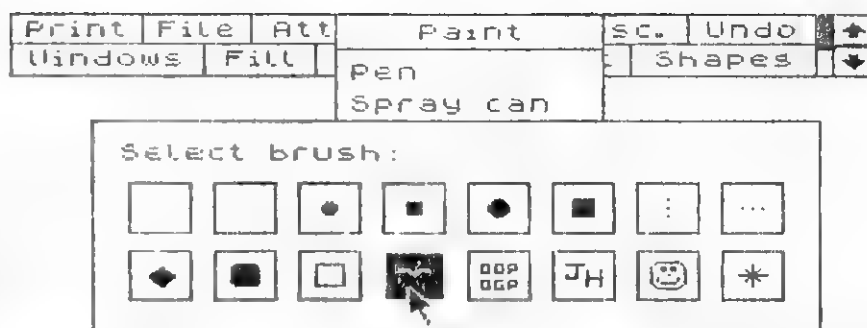 Print File Att Paint sc. Undo
Windows Fill Shapes
Pen
Spray can
Select brush:
JH